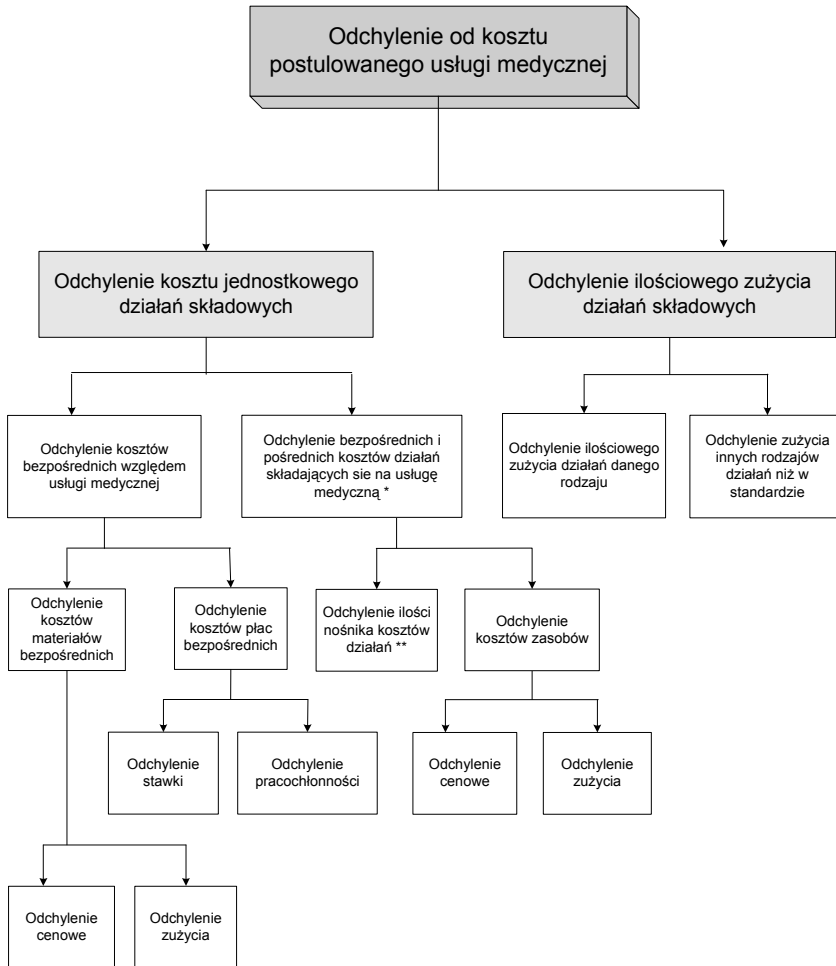 Odchylenie od kosztu
postulowanego usługi medycznej
Odchylenie kosztu jednostkowego
działań składowych
Odchylenie ilościowego zużycia
działań składowych
Odchylenie kosztów
bezpośrednich względem
usługi medycznej
Odchylenie bezpośrednich i
pośrednich kosztów działań
składających sie na usługę
medyczną *
Odchylenie ilościowego
zużycia działań danego
rodzaju
Odchylenie zużycia
innych rodzajów
działań niż w
standardzie
Odchylenie
kosztów
materiałów
bezpośrednich
Odchylenie
kosztów płac
bezpośrednich
Odchylenie ilości
nośnika kosztów
działań **
Odchylenie
kosztów zasobów
Odchylenie
stawki
Odchylenie
pracochłonności
Odchylenie
cenowe
Odchylenie
zużycia
Odchylenie
cenowe
Odchylenie
zużycia